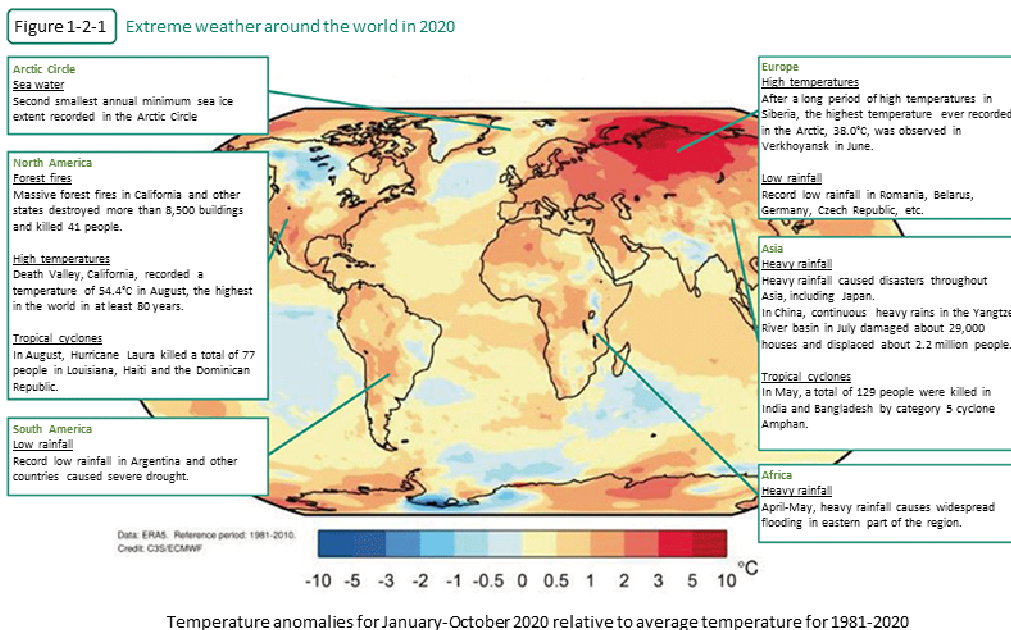 Figure 1-2-1 Extreme weather around the world in 2020
Arctic Circle
Sea water
Second smallest annual minimum sea ice
extent recorded in the Arctic Circle
North America
Forest fires
Massive forest fires in California and other
states destroyed more than 8,500 buildings
and killed 41 people.
High temperatures
Death Valley, California, recorded a
temperature of 54.4°C in August, the highest
in the world in at least 80 years.
Tropical cyclones
In August, Hurricane Laura killed a total of 77
people in Louisiana, Haiti and the Dominican
Republic.
South America
Low rainfall
Record low rainfall in Argentina and other
countries caused severe drought.
Europe
High temperatures
After a long period of high temperatures in
Siberia, the highest temperature ever recorded
in the Arctic, 38.0°C, was observed in
Verkhoyansk in June.
Low rainfall
Record low rainfall in Romania, Belarus,
Germany, Czech Republic, etc.
Asia
Heavy rainfall
Heavy rainfall caused disasters throughout
Asia, including Japan.
In China, continuous heavy rains in the Yangtze
River basin in July damaged about 29,000
houses and displaced about 2.2 million people.
Tropical cyclones
In May, a total of 129 people were killed in
India and Bangladesh by category 5 cyclone
Amphan.
Africa
Heavy rainfall
April-May, heavy rainfall causes widespread
flooding in eastern part of the region.
Data: ERA5. Reference period: 1981-2010.
Credit: C3S/ECMWF
-10 -5 -3 -2 -1 -0.5 0 0.5 1 2 3 5 10 °C
Temperature anomalies for January-October 2020 relative to average temperature for 1981-2020